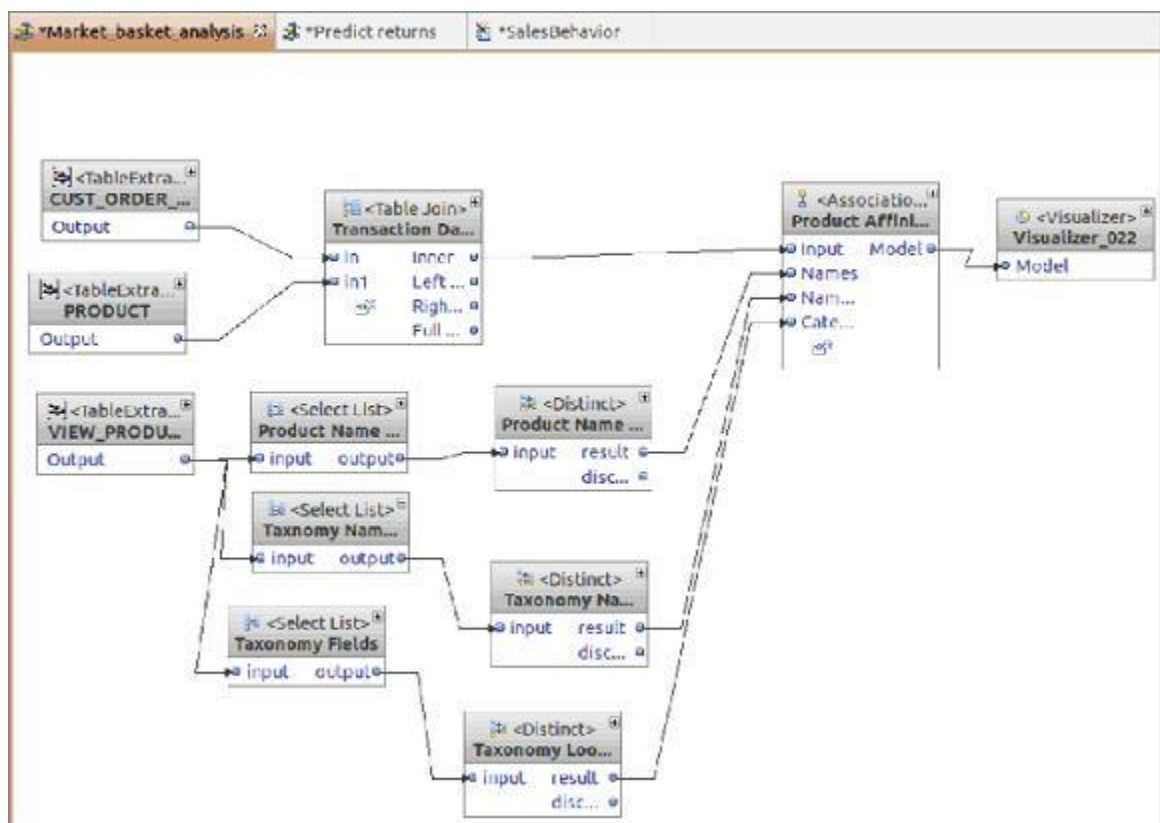 *Market_basket_analysis
*Predict returns
*SalesBehavior
<TableExtra...
CUST_ORDER_...
Output
<TableExtra...
PRODUCT
Output
<Table Join>
Transaction Da...
in Inner
in1 Left ...
Righ...
Full ...
<Associatio...
Product Affini...
Input Model
Names
Nam...
Cate...
<Visualizer>
Visualizer_022
Model
<TableExtra...
VIEW_PRODU...
Output
<Select List>
Product Name ...
input output
<Distinct>
Product Name ...
input result
disc...
<Select List>
Taxnomy Nam...
input output
<Distinct>
Taxonomy Na...
input result
disc...
<Select List>
Taxonomy Fields
input output
<Distinct>
Taxonomy Loo...
input result
disc...